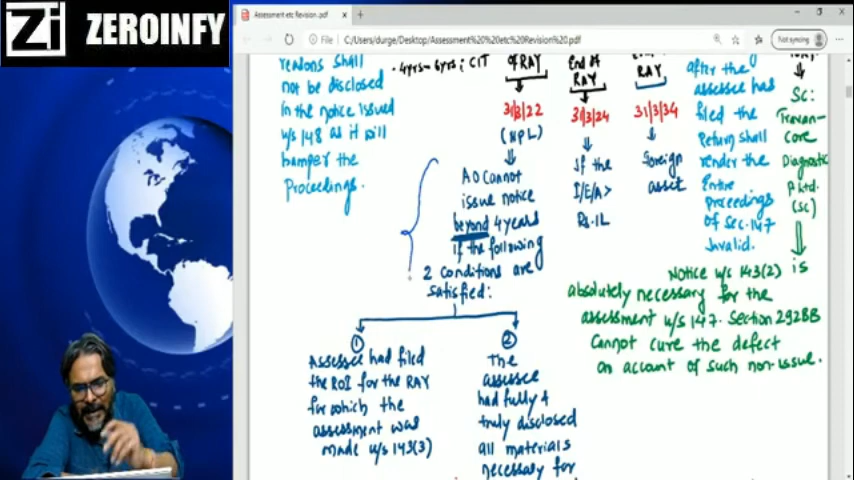 Zi ZEROINFY
Assessment etc Revision.pdf
File C:/Users/durge/Desktop/Assessment%20%20etc%20Revision%20.pdf
Not syncing
reasons shall
not be disclosed
in the notice issued
u/s 148 as it will
hamper the
Proceedings.
4yrs - 6yrs : CIT
of RAY
31/3/22
(NPL)
AO cannot
issue notice
beyond 4 years
if the following
2 conditions are
satisfied:
End of
RAY
31/3/24
If the
I/E/A>
Rs.1L
RAY
31/3/34
foreign
asset
after the
assessee has
filed the
Return shall
render the
Entire
proceedings
of Sec.147
Invalid.
SC:
Travan-
core
Diagnostic
P Ltd.
(SC)
Notice u/s 143(2) is
absolutely necessary for the
assessment u/s 147. Section 292BB
Cannot cure the defect
on account of such non-issue.
1
Assessee had filed
the ROI for the RAY
for which the
assessment was
made u/s 143(3)
2
The
assessee
had fully &
truly disclosed
all materials
necessary for